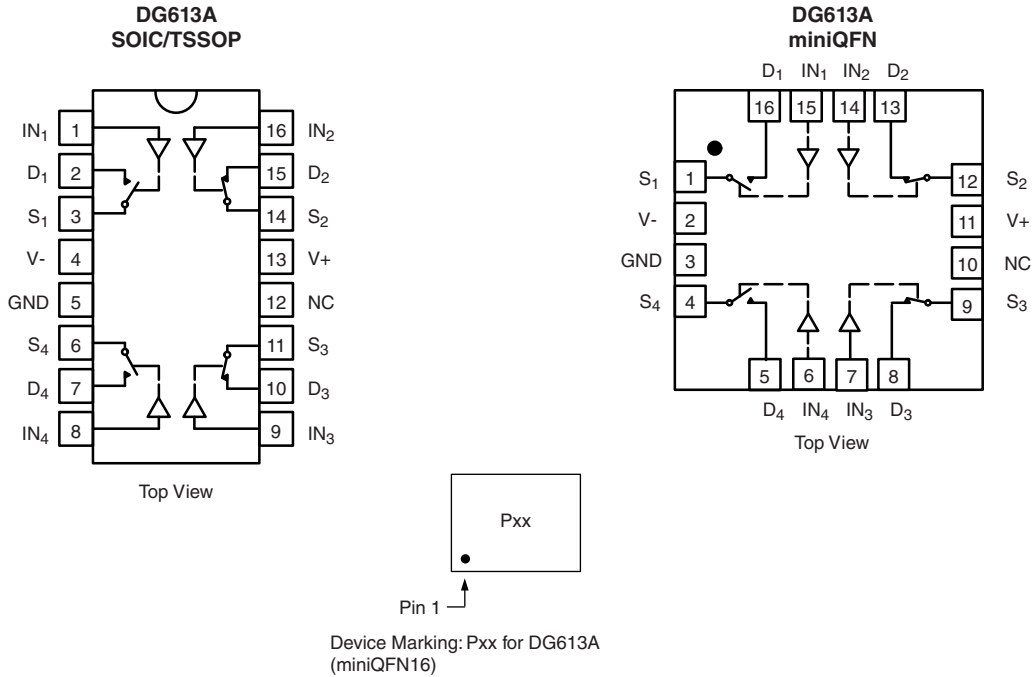 DG613A
SOIC/TSSOP
IN1 1 16 IN2
D1 2 15 D2
S1 3 14 S2
V- 4 13 V+
GND 5 12 NC
S4 6 11 S3
D4 7 10 D3
IN4 8 9 IN3
Top View
DG613A
miniQFN
D1 IN1 IN2 D2
16 15 14 13
S1 1 12 S2
V- 2 11 V+
GND 3 10 NC
S4 4 9 S3
5 6 7 8
D4 IN4 IN3 D3
Top View
Pxx
Pin 1
Device Marking: Pxx for DG613A
(miniQFN16)